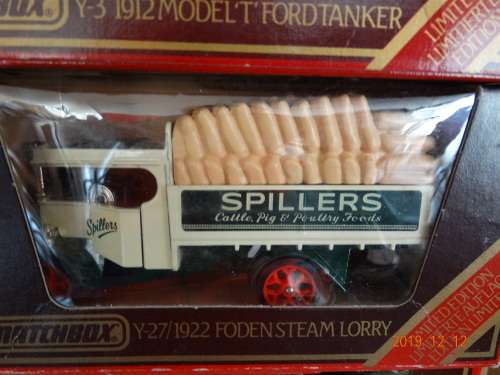 Y-3 1912 MODEL 'T' FORD TANKER
LIMITED
EDITION
SPILLERS
Cattle, Pig & Poultry Foods
Spillers
MATCHBOX
Y-27/1922 FODEN STEAM LORRY
LIMITED EDITION
2019. 12. 12